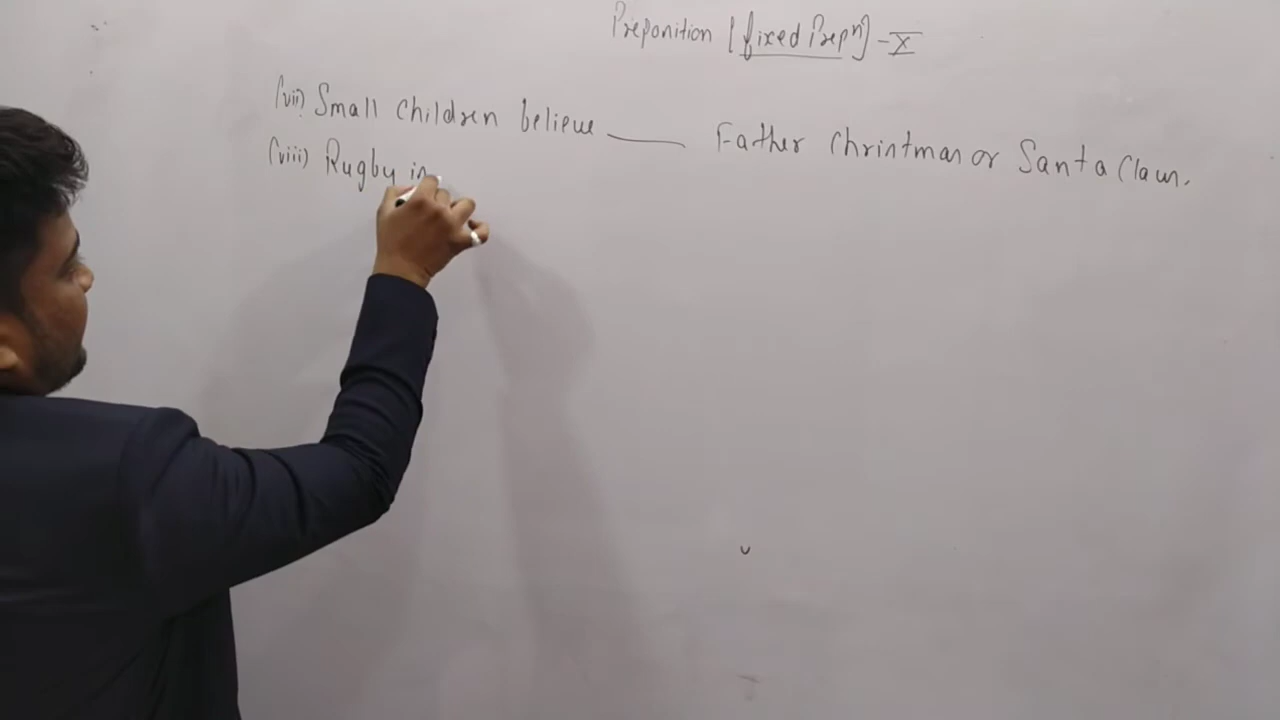 Preposition [fixed Prepⁿ] - X
(vii) Small children believe ____ Father Christmas or Santa Claus.
(viii) Rugby is